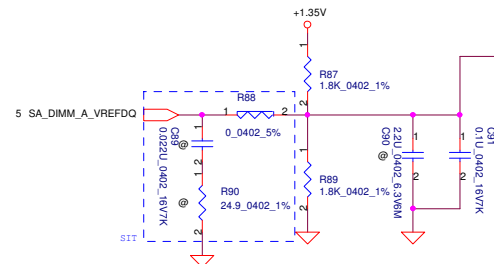 +1.35V
1
R87
1.8K_0402_1%
2
R88
5 SA_DIMM_A_VREFDQ
1
2
0_0402_5%
C89
0.022U_0402_16V7K
@
1
2
1
R90
24.9_0402_1%
@
2
SIT
1
R89
1.8K_0402_1%
2
C90
2.2U_0402_6.3V6M
@
1
2
C91
0.1U_0402_16V7K
1
2